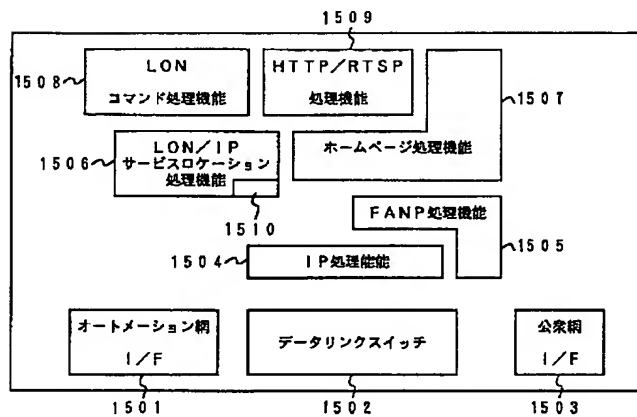 1509
LON
コマンド処理機能
1508
HTTP/RTSP
処理機能
1507
ホームページ処理機能
LON/IP
サービスロケーション
処理機能
1506
1510
FANP処理機能
1505
1504
IP処理能能
オートメーション網
I/F
データリンクスイッチ
公衆網
I/F
1501
1502
1503